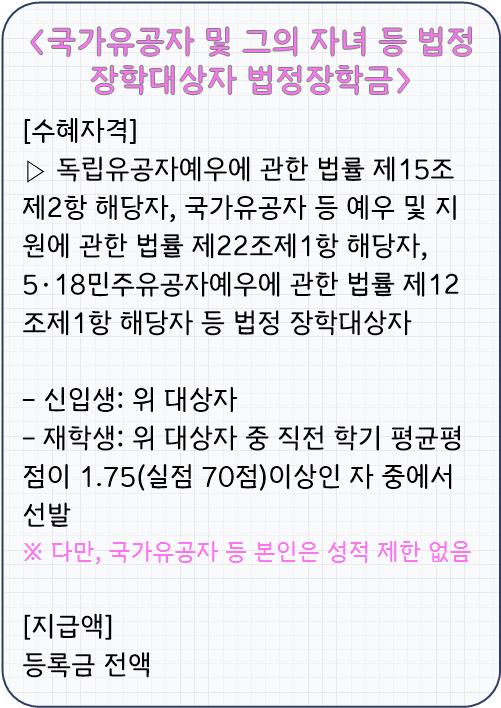 <국가유공자 및 그의 자녀 등 법정
장학대상자 법정장학금>
[수혜자격]
▷ 독립유공자예우에 관한 법률 제15조
제2항 해당자, 국가유공자 등 예우 및 지
원에 관한 법률 제22조제1항 해당자,
5·18민주유공자예우에 관한 법률 제12
조제1항 해당자 등 법정 장학대상자
- 신입생: 위 대상자
- 재학생: 위 대상자 중 직전 학기 평균평
점이 1.75(실점 70점)이상인 자 중에서
선발
※ 다만, 국가유공자 등 본인은 성적 제한 없음
[지급액]
등록금 전액